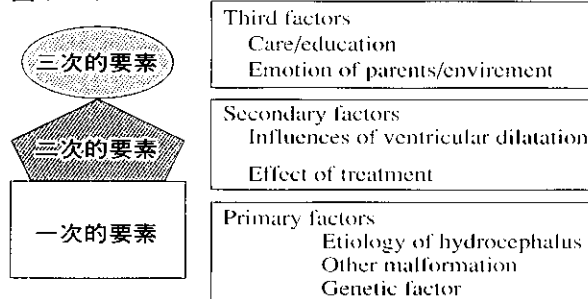 三次的要素
Third factors
Care/education
Emotion of parents/envirement
二次的要素
Secondary factors
Influences of ventricular dilatation
Effect of treatment
一次的要素
Primary factors
Etiology of hydrocephalus
Other malformation
Genetic factor